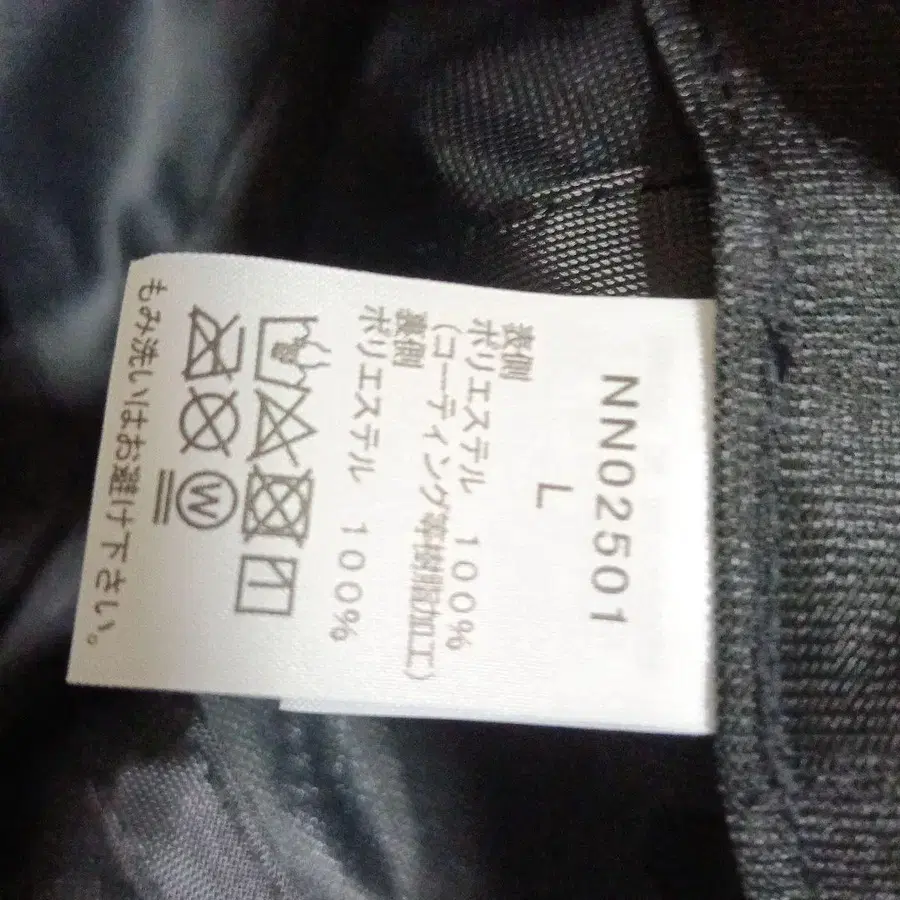 NN02501
L
表側
ポリエステル 100%
(コーティング等樹脂加工)
裏側
ポリエステル 100%
W
もみ洗いはお避け下さい。